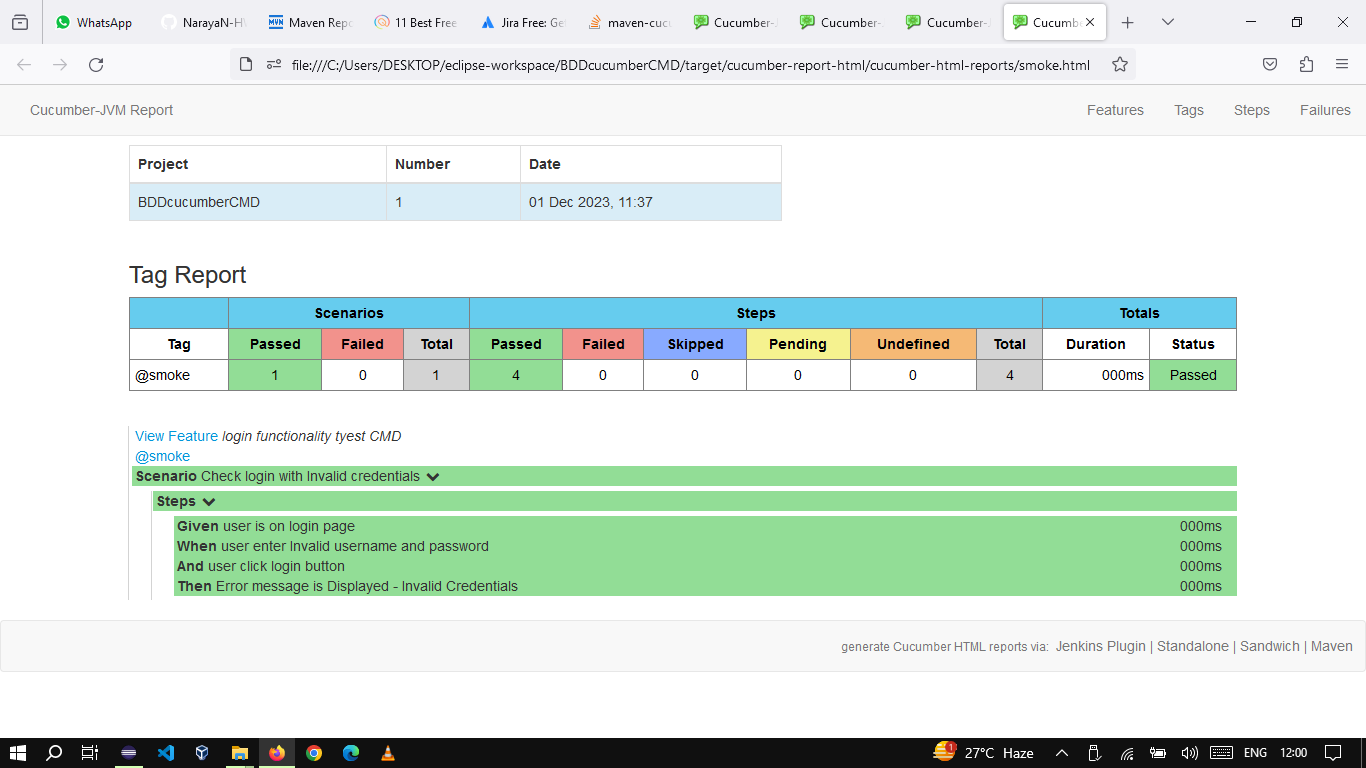 WhatsApp
NarayaN-H
Maven Repo
11 Best Free
Jira Free: Ge
maven-cuc
Cucumber-J
Cucumber-
Cucumber-J
Cucumbe
file:///C:/Users/DESKTOP/eclipse-workspace/BDDcucumberCMD/target/cucumber-report-html/cucumber-html-reports/smoke.html
Cucumber-JVM Report Features Tags Steps Failures
Project Number Date
BDDcucumberCMD 1 01 Dec 2023, 11:37
Tag Report
Scenarios Steps Totals
Tag Passed Failed Total Passed Failed Skipped Pending Undefined Total Duration Status
@smoke 1 0 1 4 0 0 0 0 4 000ms Passed
View Feature login functionality tyest CMD
@smoke
Scenario Check login with Invalid credentials
Steps
Given user is on login page 000ms
When user enter Invalid username and password 000ms
And user click login button 000ms
Then Error message is Displayed - Invalid Credentials 000ms
generate Cucumber HTML reports via: Jenkins Plugin | Standalone | Sandwich | Maven
1 27°C Haze ENG 12:00